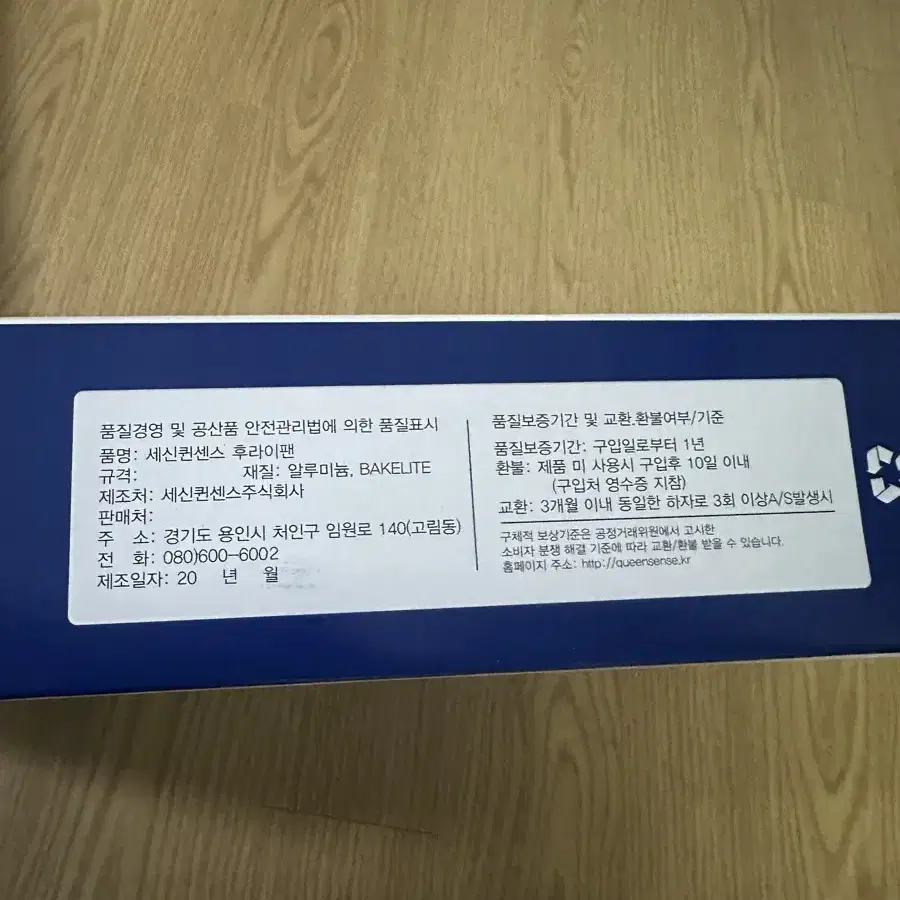 품질경영 및 공산품 안전관리법에 의한 품질표시
품명: 세신퀸센스 후라이팬
규격: 재질: 알루미늄, BAKELITE
제조처: 세신퀸센스주식회사
판매처:
주 소: 경기도 용인시 처인구 임원로 140(고림동)
전 화: 080)600-6002
제조일자: 20 년 월
품질보증기간 및 교환.환불여부/기준
품질보증기간: 구입일로부터 1년
환불: 제품 미 사용시 구입후 10일 이내
(구입처 영수증 지참)
교환: 3개월 이내 동일한 하자로 3회 이상A/S발생시
구체적 보상기준은 공정거래위원에서 고시한.
소비자 분쟁 해결 기준에 따라 교환/환불 받을 수 있습니다.
홈페이지 주소: http://queensense.kr